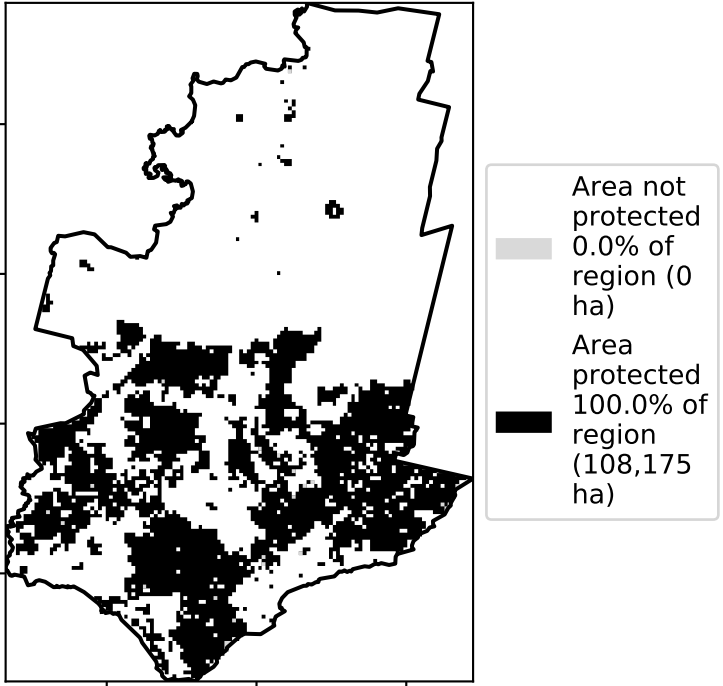 Area not
protected
0.0% of
region (0
ha)
Area
protected
100.0% of
region
(108,175
ha)